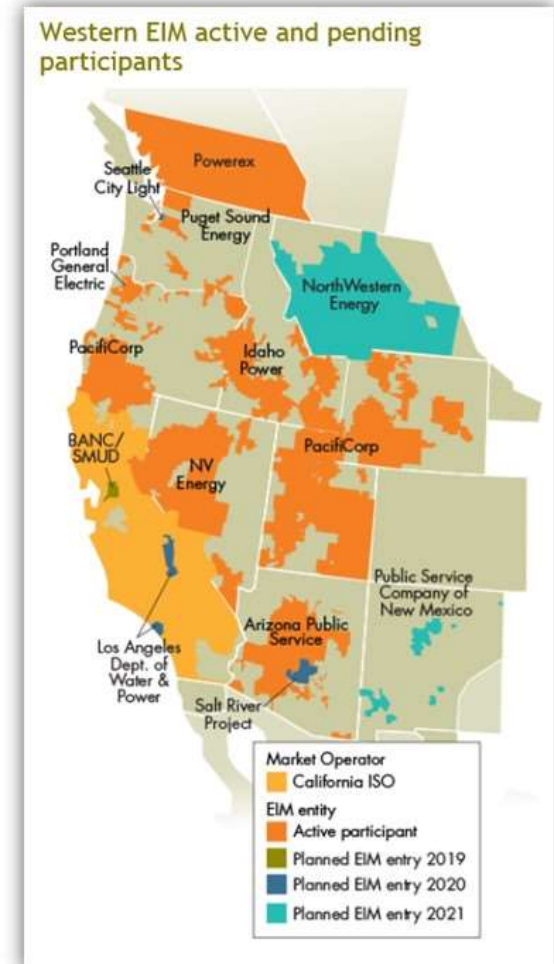 Western EIM active and pending
participants
Powerex
Seattle
City Light
Puget Sound
Energy
Portland
General
Electric
NorthWestern
Energy
PacifiCorp
Idaho
Power
BANC/
SMUD
NV
Energy
PacifiCorp
Public Service
Company of
New Mexico
Los Angeles
Dept. of
Water &
Power
Arizona Public
Service
Salt River
Project
Market Operator
California ISO
EIM entity
Active participant
Planned EIM entry 2019
Planned EIM entry 2020
Planned EIM entry 2021